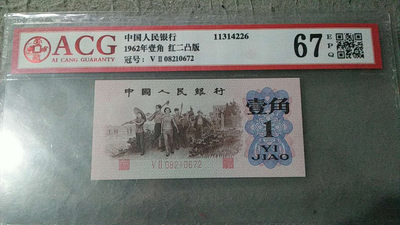 ACG
AI CANG GUARANTY
中国人民银行
11314226
1962年壹角 红二凸版
冠号: V II 08210672
67 EPQ
中國人民銀行
壹角
1
YI
JIAO
V II 08210672